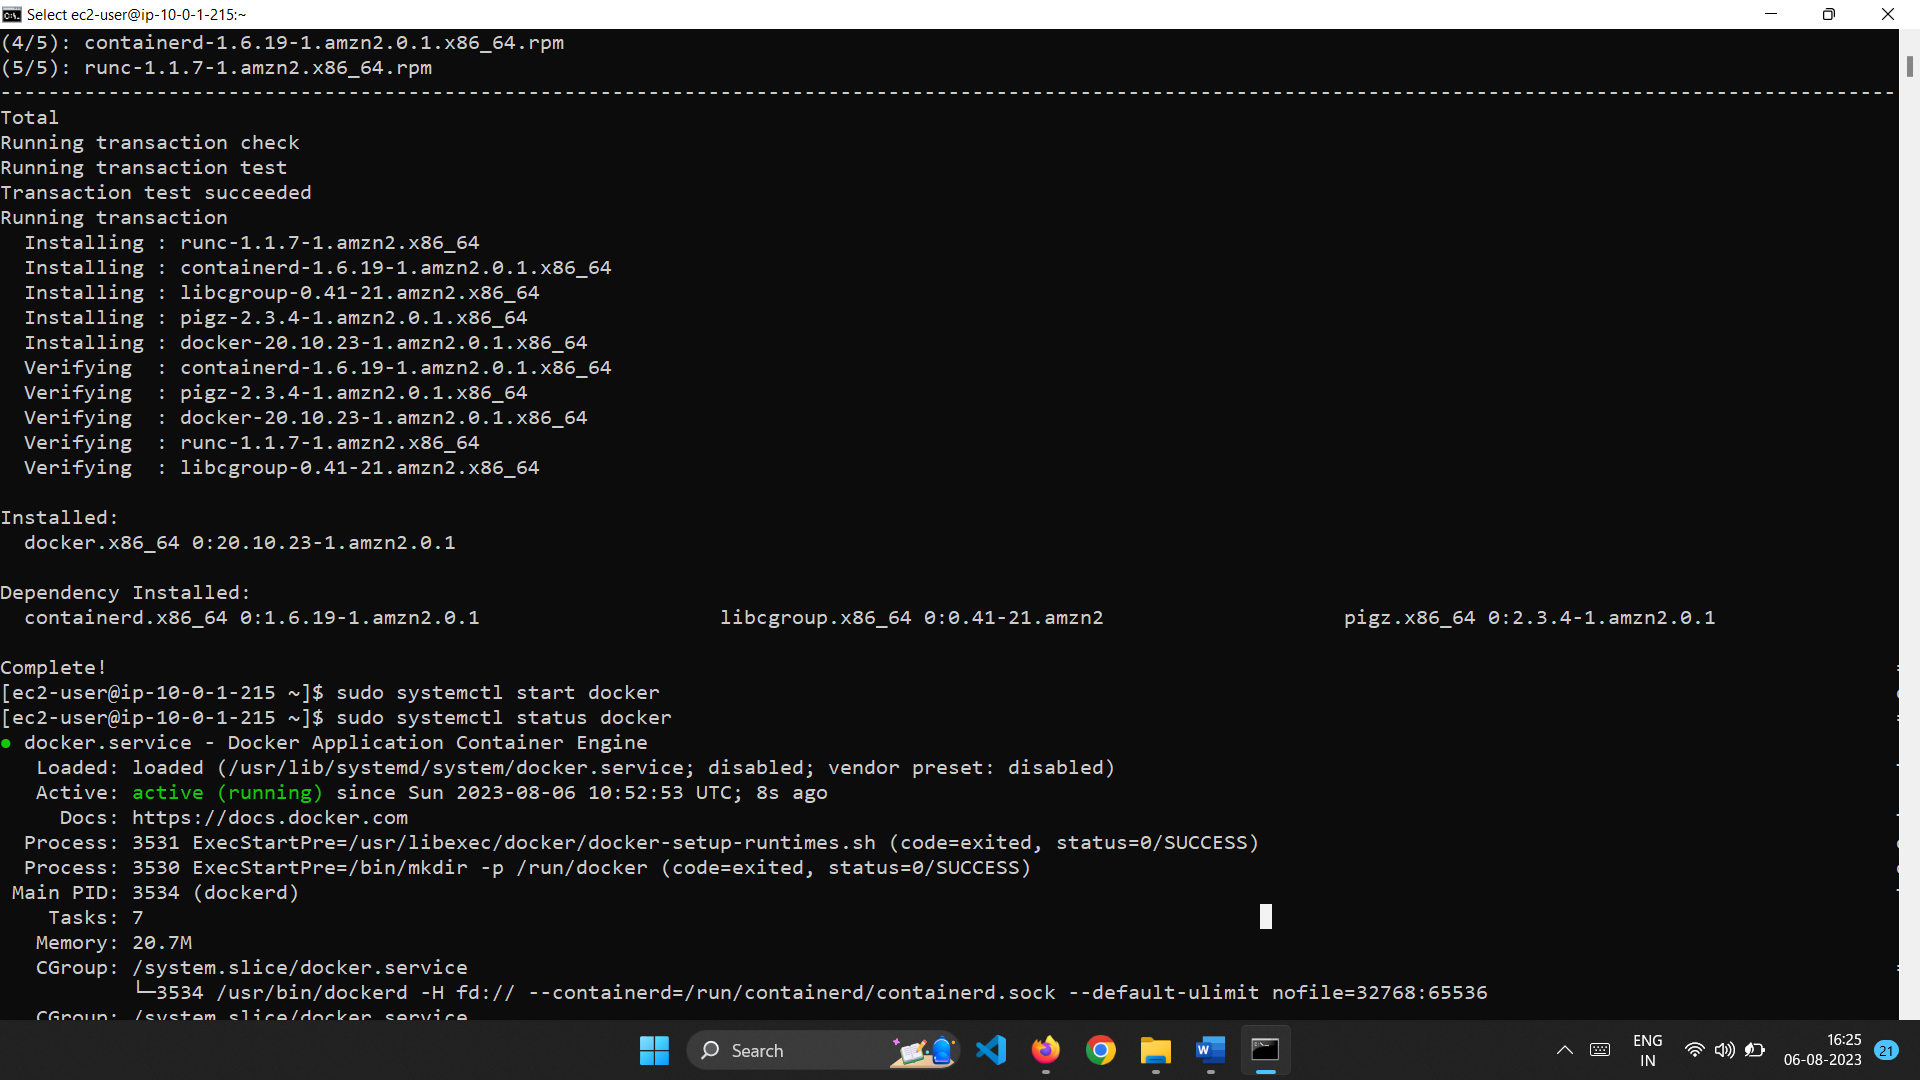 Select ec2-user@ip-10-0-1-215:~
(4/5): containerd-1.6.19-1.amzn2.0.1.x86_64.rpm
(5/5): runc-1.1.7-1.amzn2.x86_64.rpm
--------------------------------------------------------------------------------------------------------------------------------------------------------------
Total
Running transaction check
Running transaction test
Transaction test succeeded
Running transaction
  Installing : runc-1.1.7-1.amzn2.x86_64
  Installing : containerd-1.6.19-1.amzn2.0.1.x86_64
  Installing : libcgroup-0.41-21.amzn2.x86_64
  Installing : pigz-2.3.4-1.amzn2.0.1.x86_64
  Installing : docker-20.10.23-1.amzn2.0.1.x86_64
  Verifying  : containerd-1.6.19-1.amzn2.0.1.x86_64
  Verifying  : pigz-2.3.4-1.amzn2.0.1.x86_64
  Verifying  : docker-20.10.23-1.amzn2.0.1.x86_64
  Verifying  : runc-1.1.7-1.amzn2.x86_64
  Verifying  : libcgroup-0.41-21.amzn2.x86_64
Installed:
  docker.x86_64 0:20.10.23-1.amzn2.0.1
Dependency Installed:
  containerd.x86_64 0:1.6.19-1.amzn2.0.1                    libcgroup.x86_64 0:0.41-21.amzn2                    pigz.x86_64 0:2.3.4-1.amzn2.0.1
Complete!
[ec2-user@ip-10-0-1-215 ~]$ sudo systemctl start docker
[ec2-user@ip-10-0-1-215 ~]$ sudo systemctl status docker
● docker.service - Docker Application Container Engine
   Loaded: loaded (/usr/lib/systemd/system/docker.service; disabled; vendor preset: disabled)
   Active: active (running) since Sun 2023-08-06 10:52:53 UTC; 8s ago
     Docs: https://docs.docker.com
  Process: 3531 ExecStartPre=/usr/libexec/docker/docker-setup-runtimes.sh (code=exited, status=0/SUCCESS)
  Process: 3530 ExecStartPre=/bin/mkdir -p /run/docker (code=exited, status=0/SUCCESS)
 Main PID: 3534 (dockerd)
    Tasks: 7
   Memory: 20.7M
   CGroup: /system.slice/docker.service
           └─3534 /usr/bin/dockerd -H fd:// --containerd=/run/containerd/containerd.sock --default-ulimit nofile=32768:65536
   CGroup: /system.slice/docker.service
Search
ENG
IN
16:25
06-08-2023
21